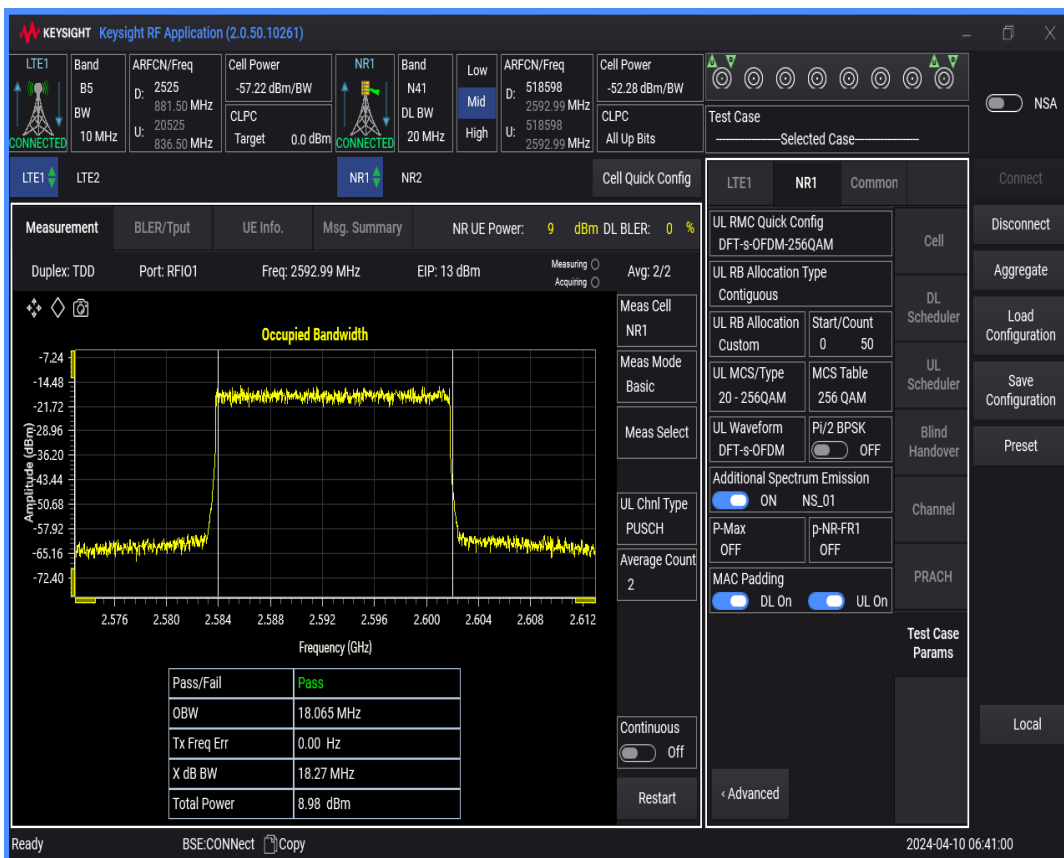 KEYSIGHT Keysight RF Application (2.0.50.10261)
LTE1
CONNECTED
Band
B5
BW
10 MHz
ARFCN/Freq
D: 2525
881.50 MHz
U: 20525
836.50 MHz
Cell Power
-57.22 dBm/BW
CLPC
Target 0.0 dBm
NR1
CONNECTED
Band
N41
DL BW
20 MHz
Low
Mid
High
ARFCN/Freq
D: 518598
2592.99 MHz
U: 518598
2592.99 MHz
Cell Power
-52.28 dBm/BW
CLPC
All Up Bits
Test Case
---------------Selected Case---------------
NSA
LTE1 LTE2 NR1 NR2 Cell Quick Config
Measurement BLER/Tput UE Info. Msg. Summary NR UE Power: 9 dBm DL BLER: 0 %
Duplex: TDD Port: RFIO1 Freq: 2592.99 MHz EIP: 13 dBm Measuring Avg: 2/2
Acquiring
Occupied Bandwidth
Amplitude (dBm)
-7.24
-14.48
-21.72
-28.96
-36.20
-43.44
-50.68
-57.92
-65.16
-72.40
2.576 2.580 2.584 2.588 2.592 2.596 2.600 2.604 2.608 2.612
Frequency (GHz)
Pass/Fail Pass
OBW 18.065 MHz
Tx Freq Err 0.00 Hz
X dB BW 18.27 MHz
Total Power 8.98 dBm
Meas Cell
NR1
Meas Mode
Basic
Meas Select
UL Chnl Type
PUSCH
Average Count
2
Continuous
Off
Restart
LTE1 NR1 Common
UL RMC Quick Config
DFT-s-OFDM-256QAM
UL RB Allocation Type
Contiguous
UL RB Allocation Start/Count
Custom 0 50
UL MCS/Type MCS Table
20 - 256QAM 256 QAM
UL Waveform Pi/2 BPSK
DFT-s-OFDM OFF
Additional Spectrum Emission
ON NS_01
P-Max p-NR-FR1
OFF OFF
MAC Padding
DL On UL On
‹ Advanced
Cell
DL
Scheduler
UL
Scheduler
Blind
Handover
Channel
PRACH
Test Case
Params
Connect
Disconnect
Aggregate
Load
Configuration
Save
Configuration
Preset
Local
Ready BSE:CONNect Copy 2024-04-10 06:41:00